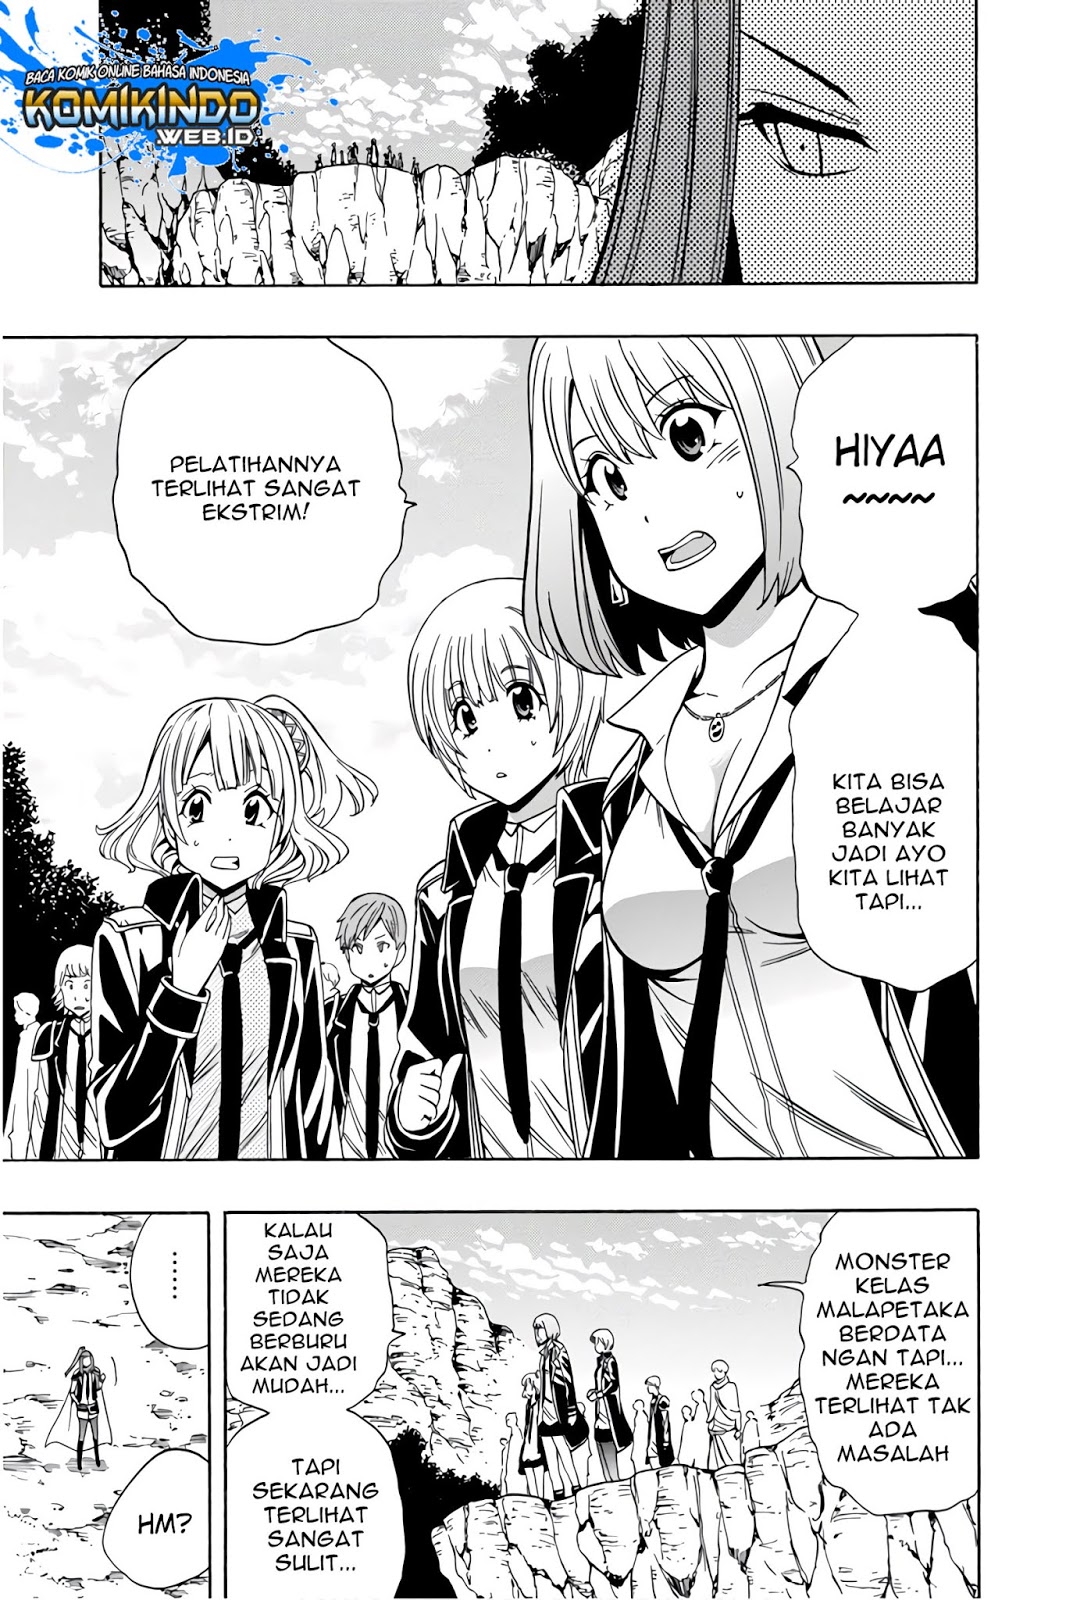 BACA KOMIK ONLINE BAHASA INDONESIA
KOMIKINDO
.WEB.ID
HIYAA
~~~~
KITA BISA
BELAJAR
BANYAK
JADI AYO
KITA LIHAT
TAPI...
PELATIHANNYA
TERLIHAT SANGAT
EKSTRIM!
MONSTER
KELAS
MALAPETAKA
BERDATA
NGAN TAPI...
MEREKA
TERLIHAT TAK
ADA
MASALAH
KALAU
SAJA
MEREKA
TIDAK
SEDANG
BERBURU
AKAN JADI
MUDAH...
TAPI
SEKARANG
TERLIHAT
SANGAT
SULIT...
......
HM?